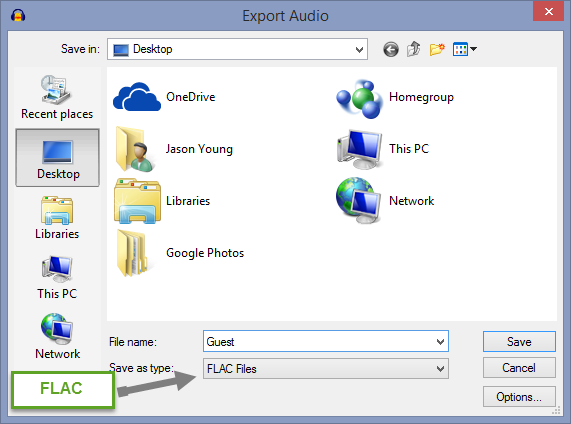 Export Audio
Save in:
Desktop
Recent places
Desktop
Libraries
This PC
Network
OneDrive
Homegroup
Jason Young
This PC
Libraries
Network
Google Photos
File name:
Guest
Save
Save as type:
FLAC Files
Cancel
Options...
FLAC